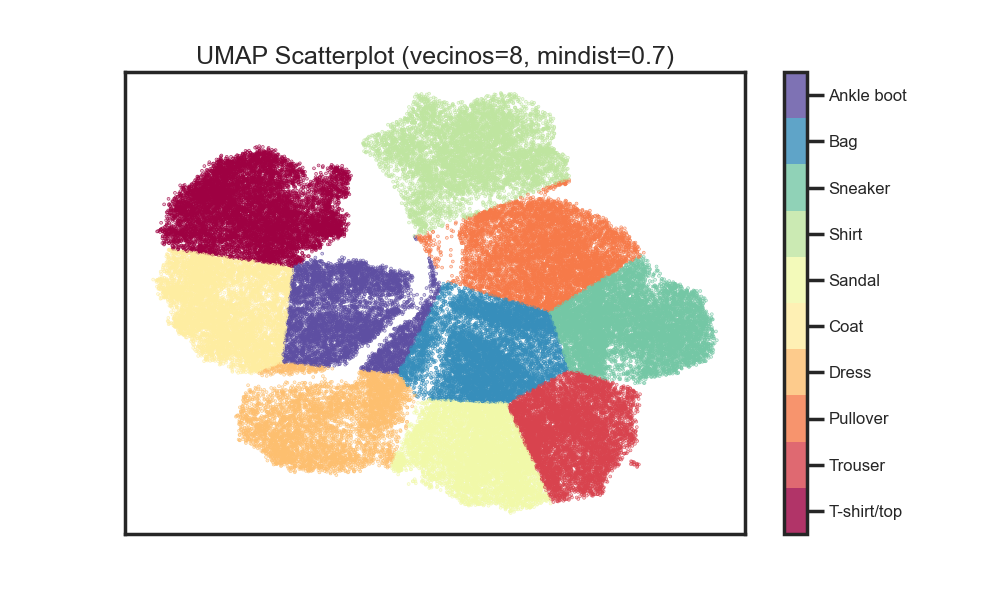 UMAP Scatterplot (vecinos=8, mindist=0.7)
Ankle boot
Bag
Sneaker
Shirt
Sandal
Coat
Dress
Pullover
Trouser
T-shirt/top